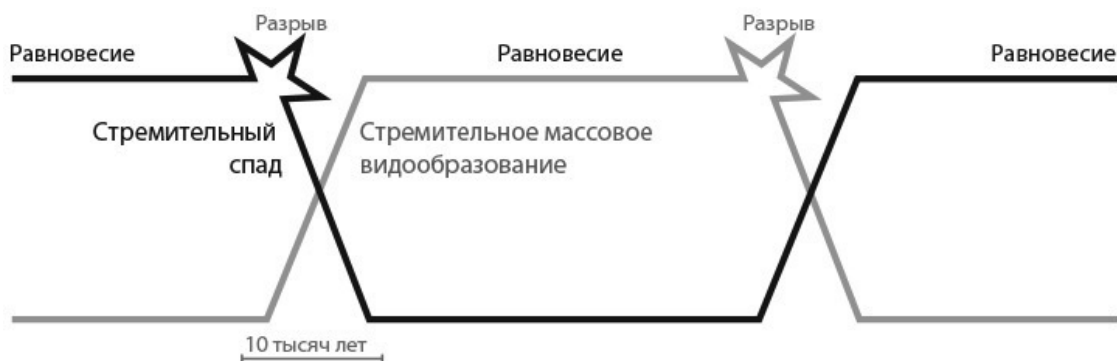 Разрыв
Разрыв
Равновесие
Равновесие
Равновесие
Стремительный
спад
Стремительное массовое
видообразование
10 тысяч лет